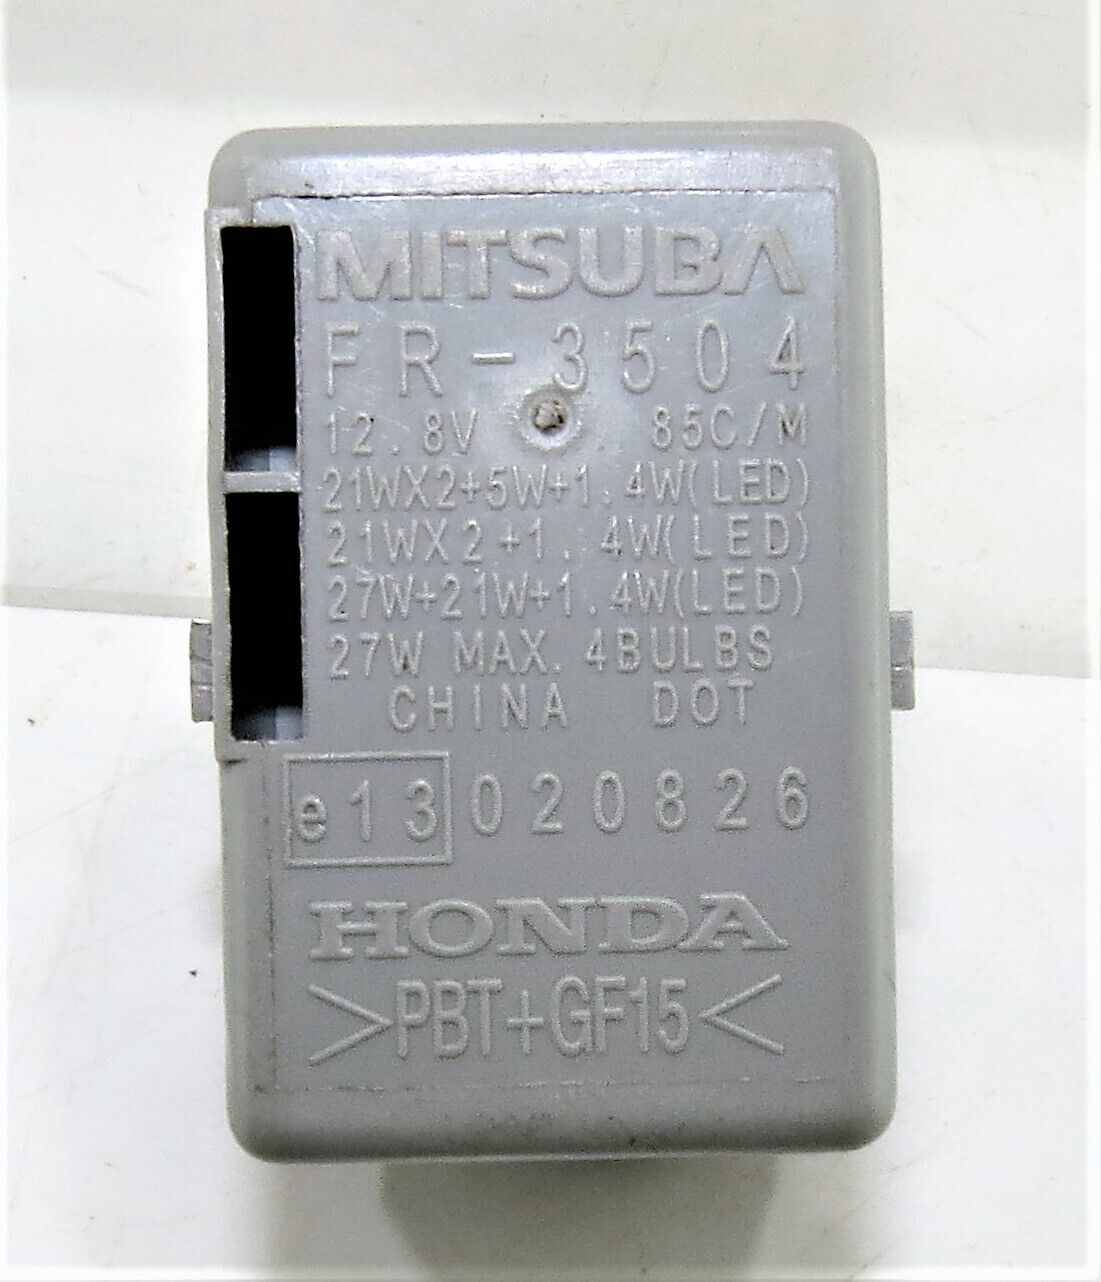 MITSUBA
FR-3504
12.8V 85C/M
21WX2+5W+1.4W(LED)
21WX2+1.4W(LED)
27W+21W+1.4W(LED)
27W MAX. 4BULBS
CHINA DOT
e13 020826
HONDA
>PBT+GF15<